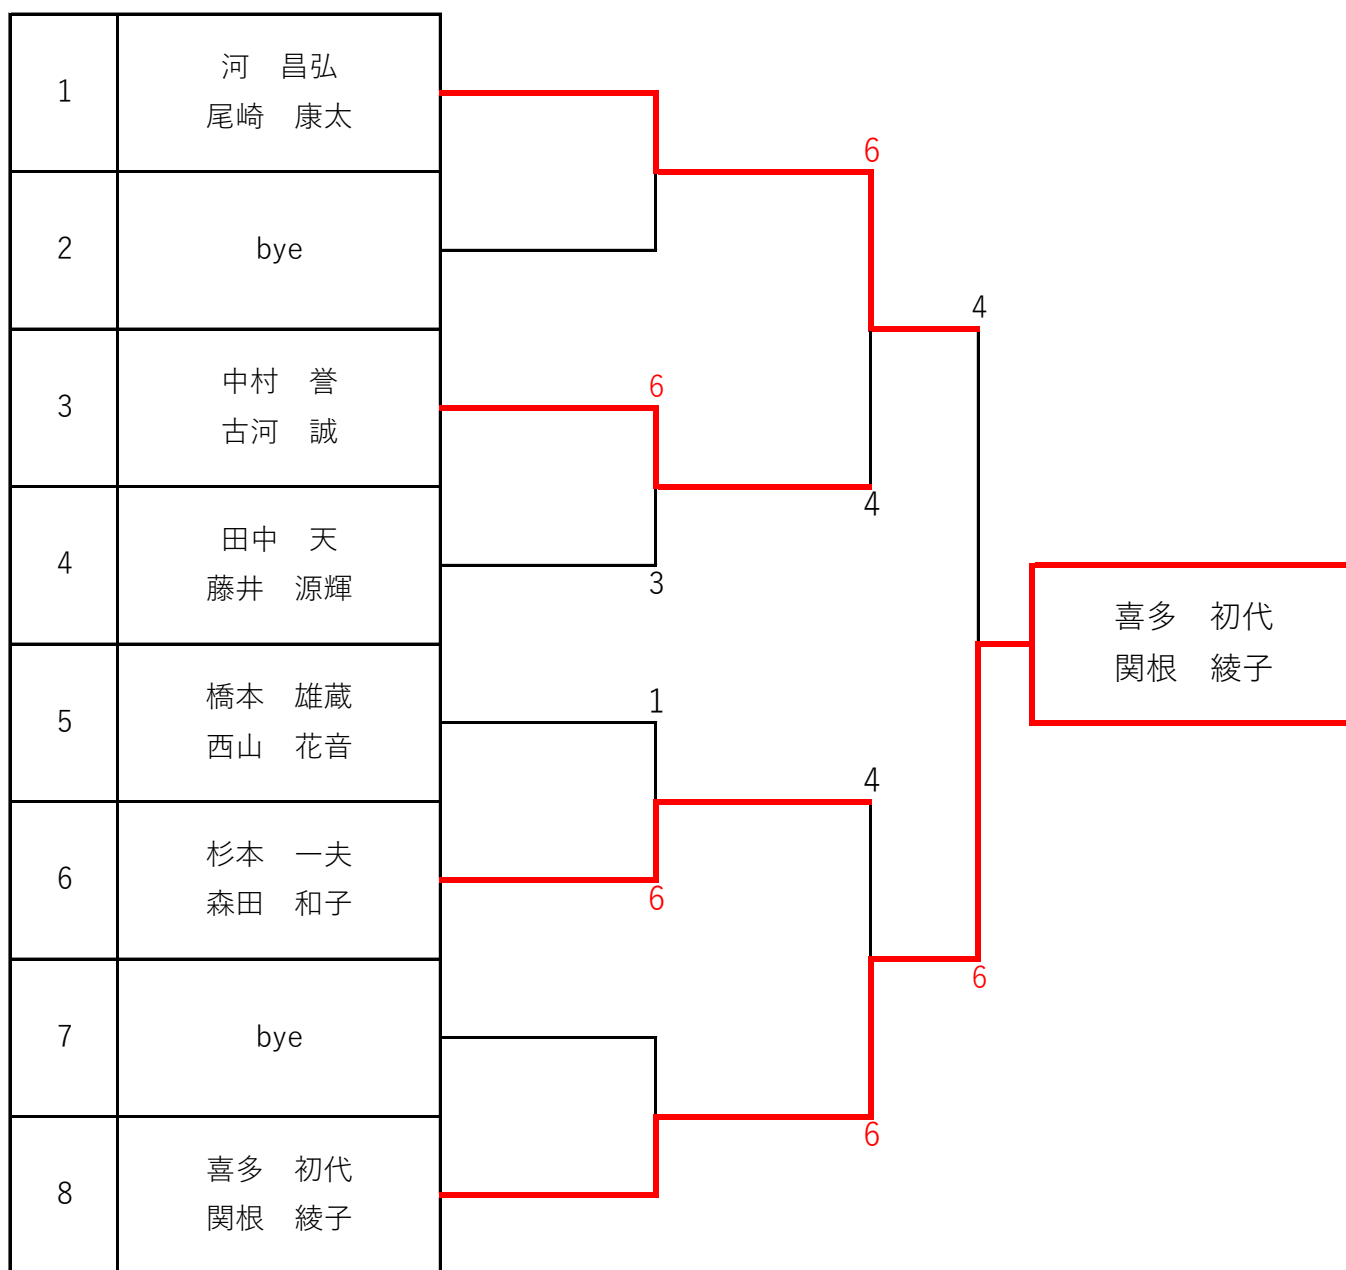 1
河　昌弘
尾崎　康太
2
bye
3
中村　誉
古河　誠
4
田中　天
藤井　源輝
5
橋本　雄蔵
西山　花音
6
杉本　一夫
森田　和子
7
bye
8
喜多　初代
関根　綾子
6
3
1
6
6
4
4
6
4
6
喜多　初代
関根　綾子